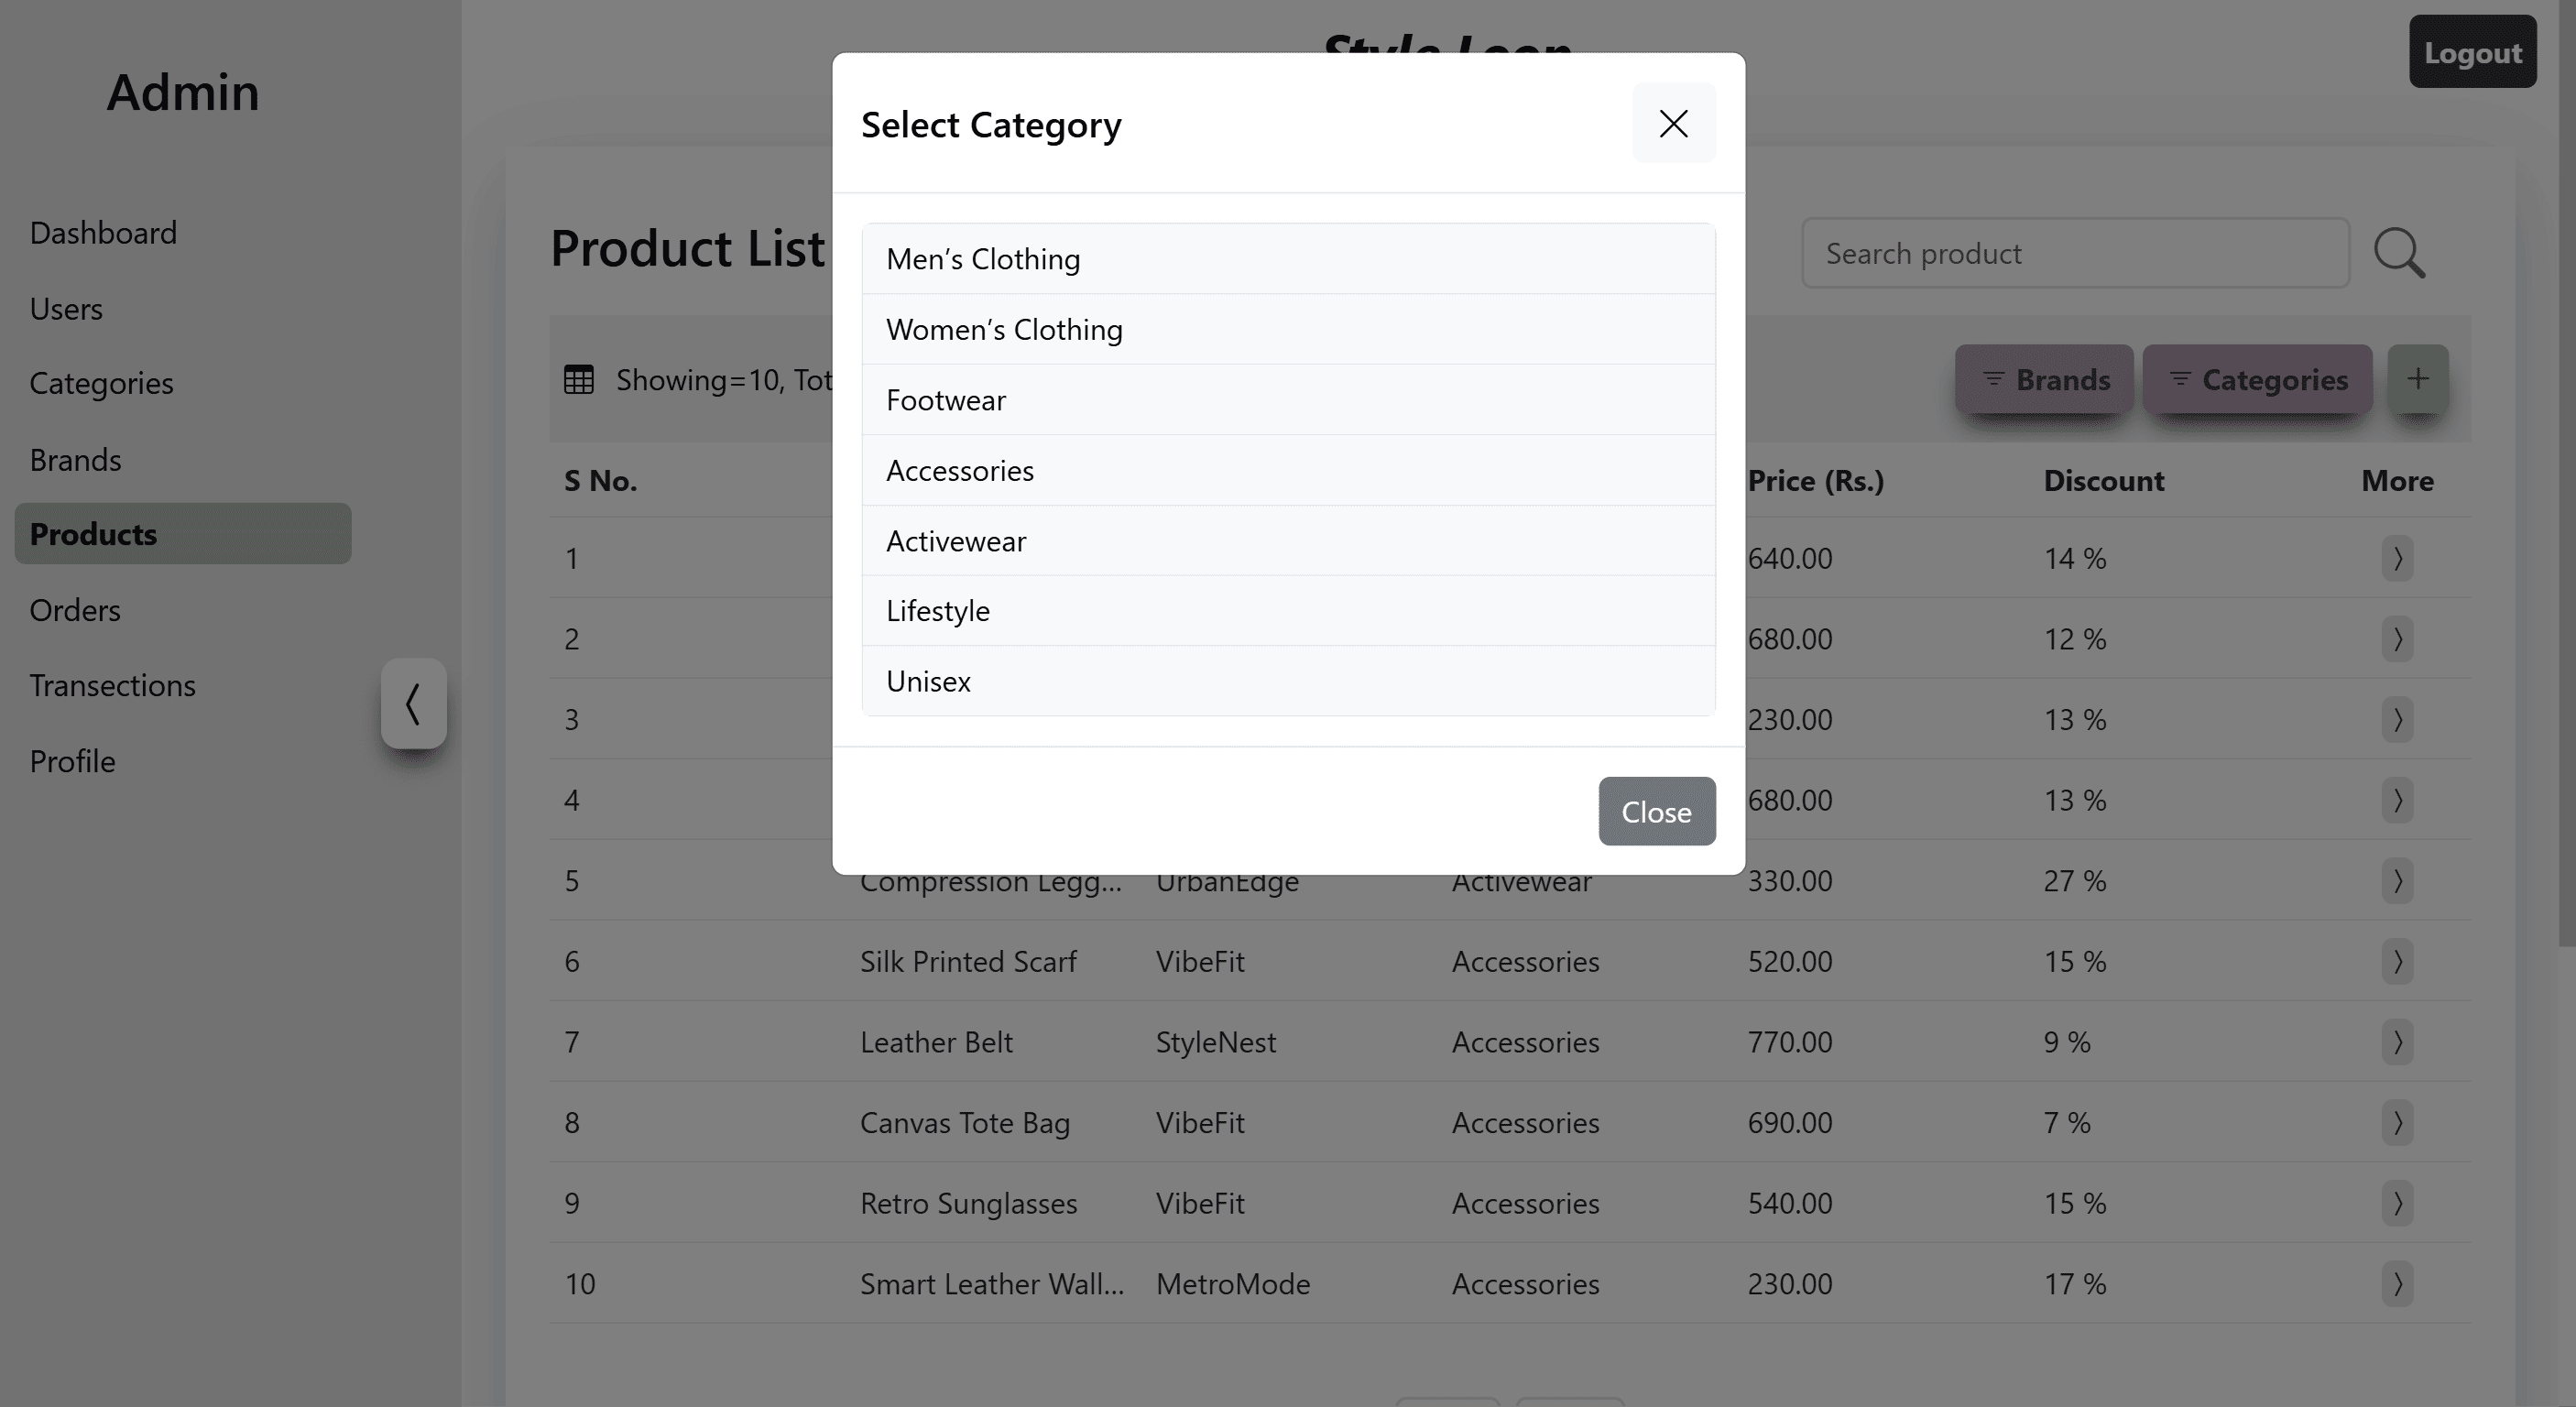 Admin
Dashboard
Users
Categories
Brands
Products
Orders
Transections
Profile
Style Loop
Logout
Select Category
Men’s Clothing
Women’s Clothing
Footwear
Accessories
Activewear
Lifestyle
Unisex
Close
Product List
Search product
Showing=10, Tot
Brands
Categories
S No. Price (Rs.) Discount More
1 640.00 14 %
2 680.00 12 %
3 230.00 13 %
4 680.00 13 %
5 Compression Legg... UrbanEdge Activewear 330.00 27 %
6 Silk Printed Scarf VibeFit Accessories 520.00 15 %
7 Leather Belt StyleNest Accessories 770.00 9 %
8 Canvas Tote Bag VibeFit Accessories 690.00 7 %
9 Retro Sunglasses VibeFit Accessories 540.00 15 %
10 Smart Leather Wall... MetroMode Accessories 230.00 17 %